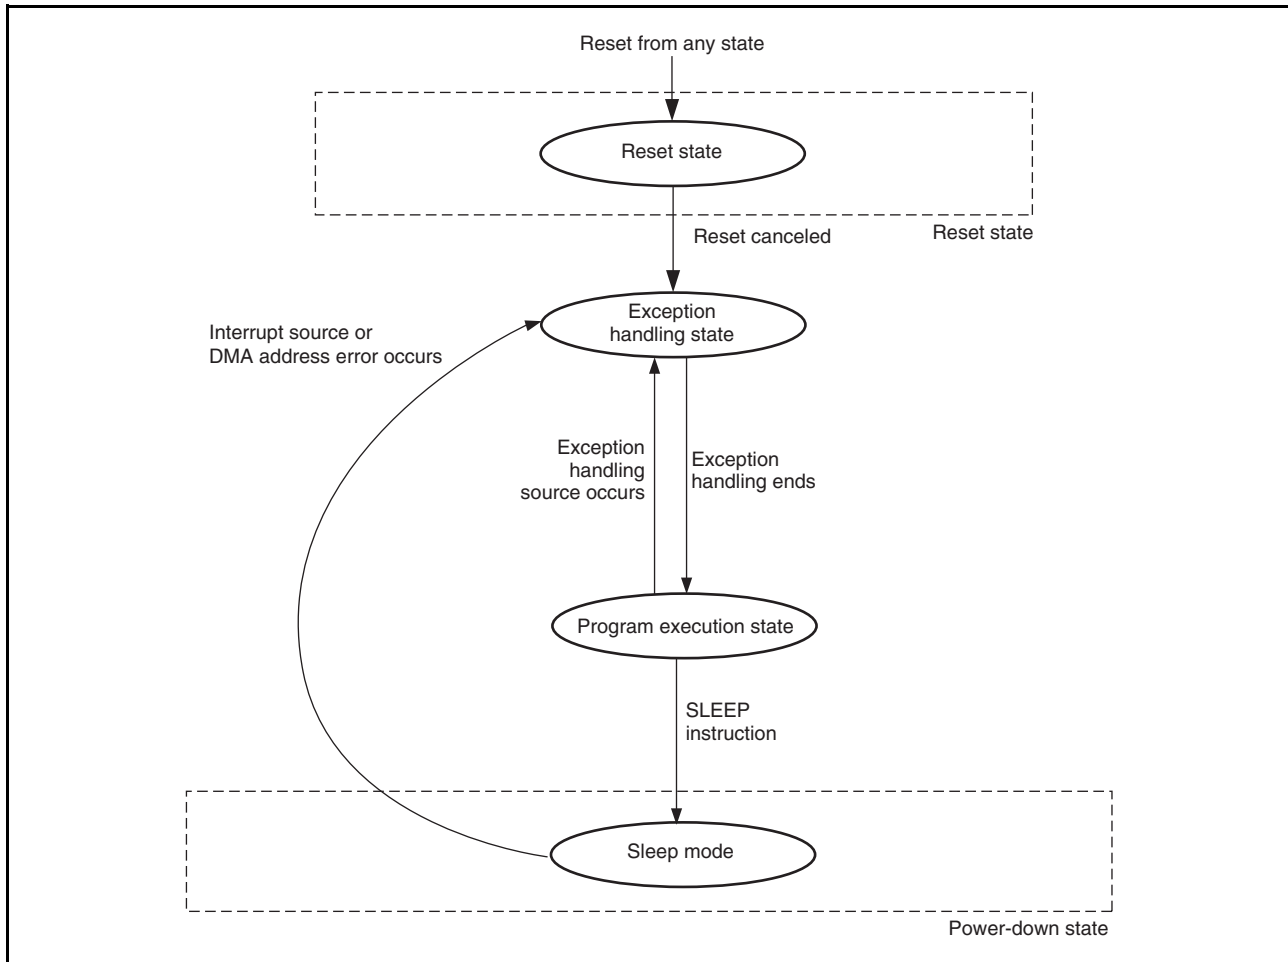 Reset from any state
Reset state
Reset canceled
Reset state
Exception
handling state
Interrupt source or
DMA address error occurs
Exception
handling
source occurs
Exception
handling ends
Program execution state
SLEEP
instruction
Sleep mode
Power-down state